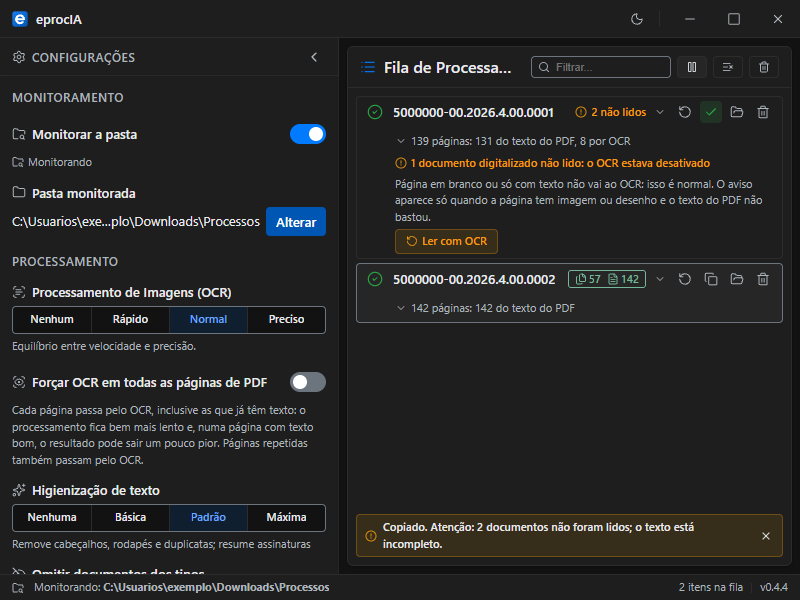 eprocIA
CONFIGURAÇÕES
MONITORAMENTO
Monitorar a pasta
Monitorando
Pasta monitorada
C:\Usuarios\exe...plo\Downloads\Processos
Alterar
PROCESSAMENTO
Processamento de Imagens (OCR)
Nenhum Rápido Normal Preciso
Equilíbrio entre velocidade e precisão.
Forçar OCR em todas as páginas de PDF
Cada página passa pelo OCR, inclusive as que já têm texto: o
processamento fica bem mais lento e, numa página com texto
bom, o resultado pode sair um pouco pior. Páginas repetidas
também passam pelo OCR.
Higienização de texto
Nenhuma Básica Padrão Máxima
Remove cabeçalhos, rodapés e duplicatas; resume assinaturas
Omitir documentos dos tipos
Fila de Processa...
Filtrar...
5000000-00.2026.4.00.0001 2 não lidos
139 páginas: 131 do texto do PDF, 8 por OCR
1 documento digitalizado não lido: o OCR estava desativado
Página em branco ou só com texto não vai ao OCR: isso é normal. O aviso
aparece só quando a página tem imagem ou desenho e o texto do PDF não
bastou.
Ler com OCR
5000000-00.2026.4.00.0002 57 142
142 páginas: 142 do texto do PDF
Copiado. Atenção: 2 documentos não foram lidos; o texto está
incompleto.
Monitorando: C:\Usuarios\exemplo\Downloads\Processos
2 itens na fila v0.4.4